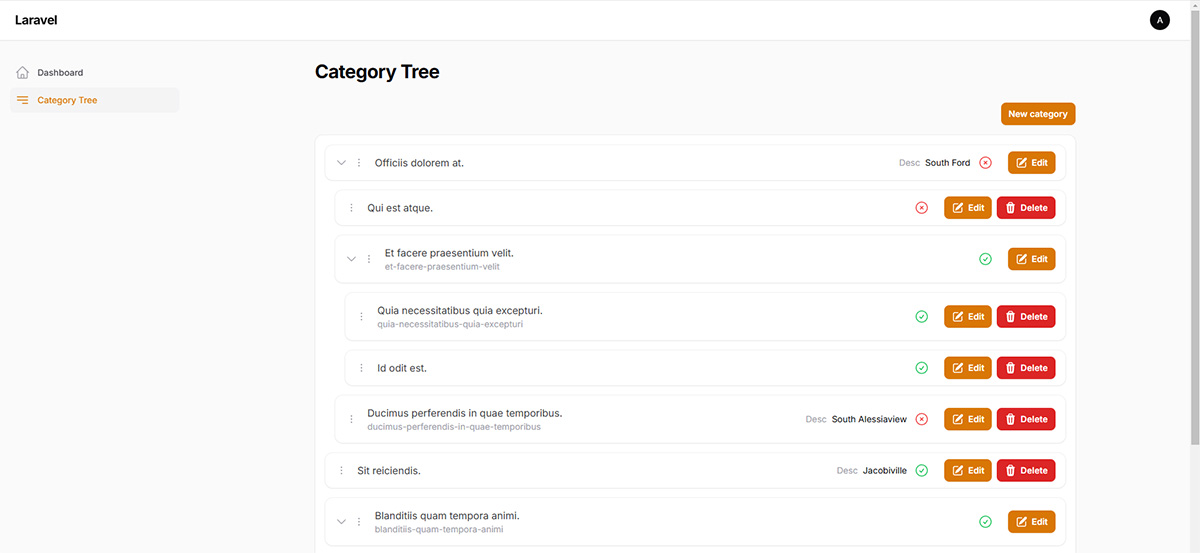 Laravel
A
Dashboard
Category Tree
Category Tree
New category
Officiis dolorem at.
Desc South Ford
Edit
Qui est atque.
Edit
Delete
Et facere praesentium velit.
et-facere-praesentium-velit
Edit
Quia necessitatibus quia excepturi.
quia-necessitatibus-quia-excepturi
Edit
Delete
Id odit est.
Edit
Delete
Ducimus perferendis in quae temporibus.
ducimus-perferendis-in-quae-temporibus
Desc South Alessiaview
Edit
Delete
Sit reiciendis.
Desc Jacobiville
Edit
Delete
Blanditiis quam tempora animi.
blanditiis-quam-tempora-animi
Edit